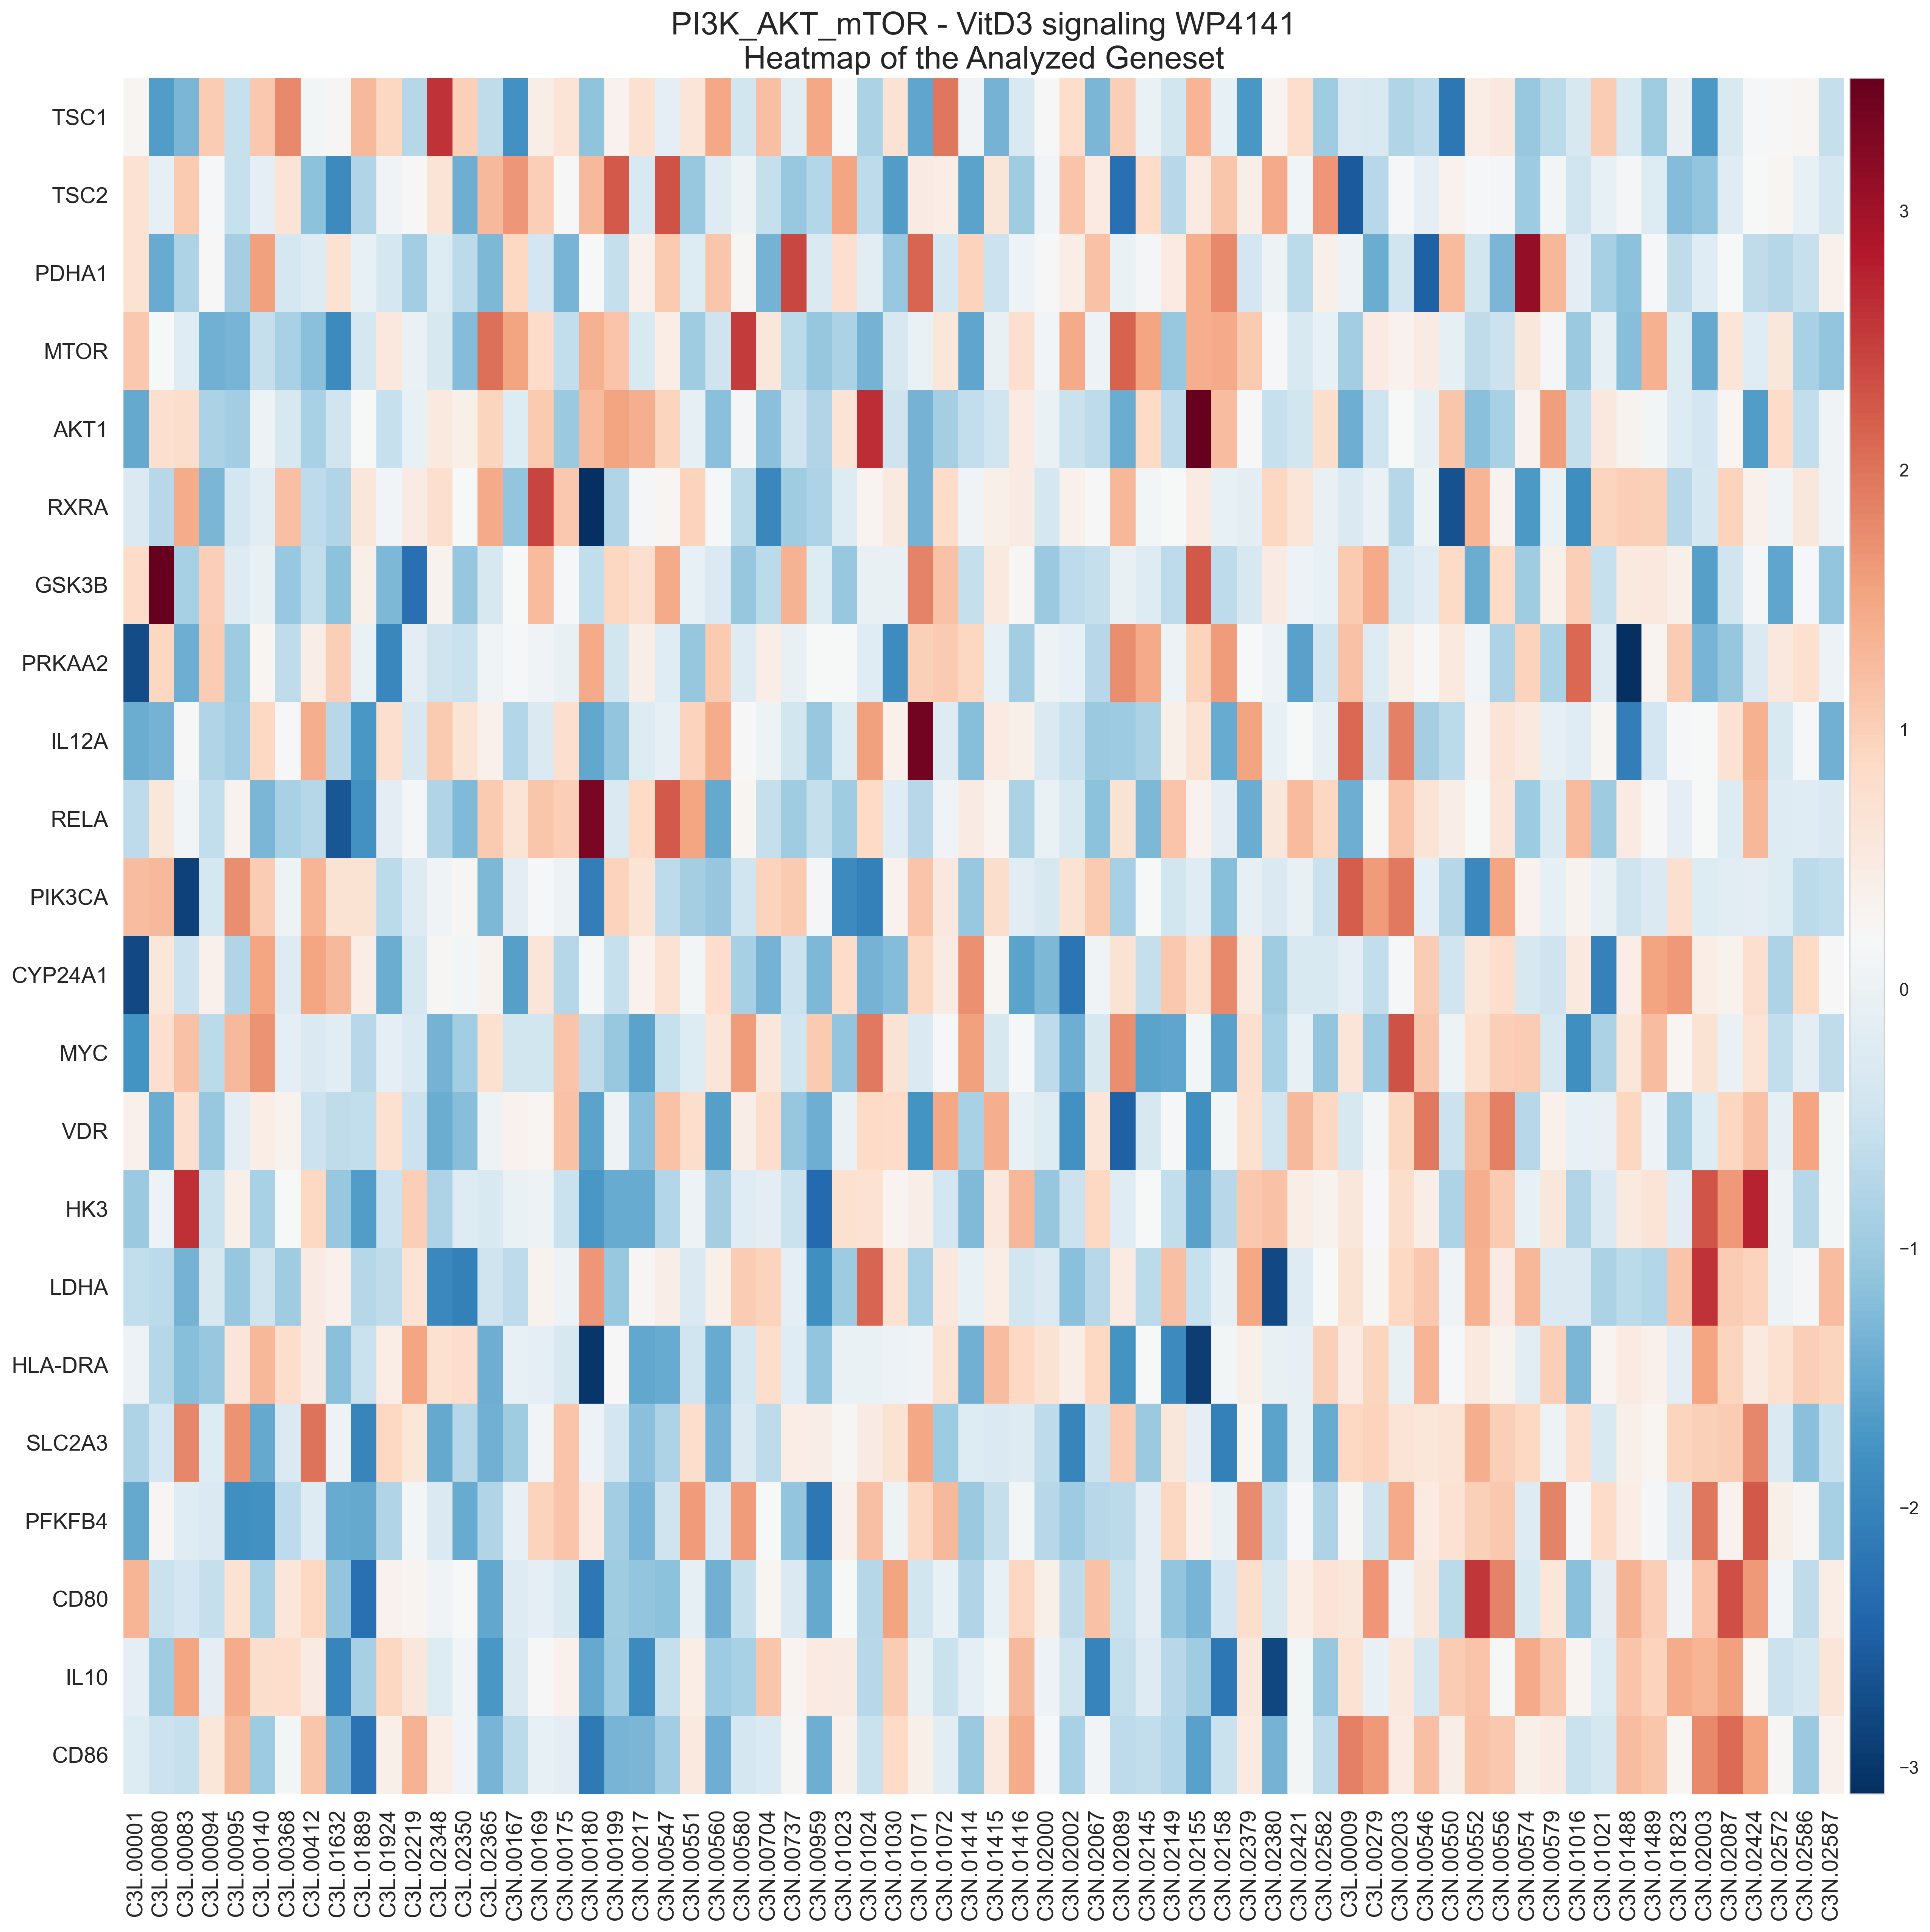 PI3K_AKT_mTOR - VitD3 signaling WP4141
Heatmap of the Analyzed Geneset
TSC1
TSC2
PDHA1
MTOR
AKT1
RXRA
GSK3B
PRKAA2
IL12A
RELA
PIK3CA
CYP24A1
MYC
VDR
HK3
LDHA
HLA-DRA
SLC2A3
PFKFB4
CD80
IL10
CD86
3
2
1
0
−1
−2
−3
C3L.00001
C3L.00080
C3L.00083
C3L.00094
C3L.00095
C3L.00140
C3L.00368
C3L.00412
C3L.01632
C3L.01889
C3L.01924
C3L.02219
C3L.02348
C3L.02350
C3L.02365
C3N.00167
C3N.00169
C3N.00175
C3N.00180
C3N.00199
C3N.00217
C3N.00547
C3N.00551
C3N.00560
C3N.00580
C3N.00704
C3N.00737
C3N.00959
C3N.01023
C3N.01024
C3N.01030
C3N.01071
C3N.01072
C3N.01414
C3N.01415
C3N.01416
C3N.02000
C3N.02002
C3N.02067
C3N.02089
C3N.02145
C3N.02149
C3N.02155
C3N.02158
C3N.02379
C3N.02380
C3N.02421
C3N.02582
C3L.00009
C3L.00279
C3N.00203
C3N.00546
C3N.00550
C3N.00552
C3N.00556
C3N.00574
C3N.00579
C3N.01016
C3N.01021
C3N.01488
C3N.01489
C3N.01823
C3N.02003
C3N.02087
C3N.02424
C3N.02572
C3N.02586
C3N.02587